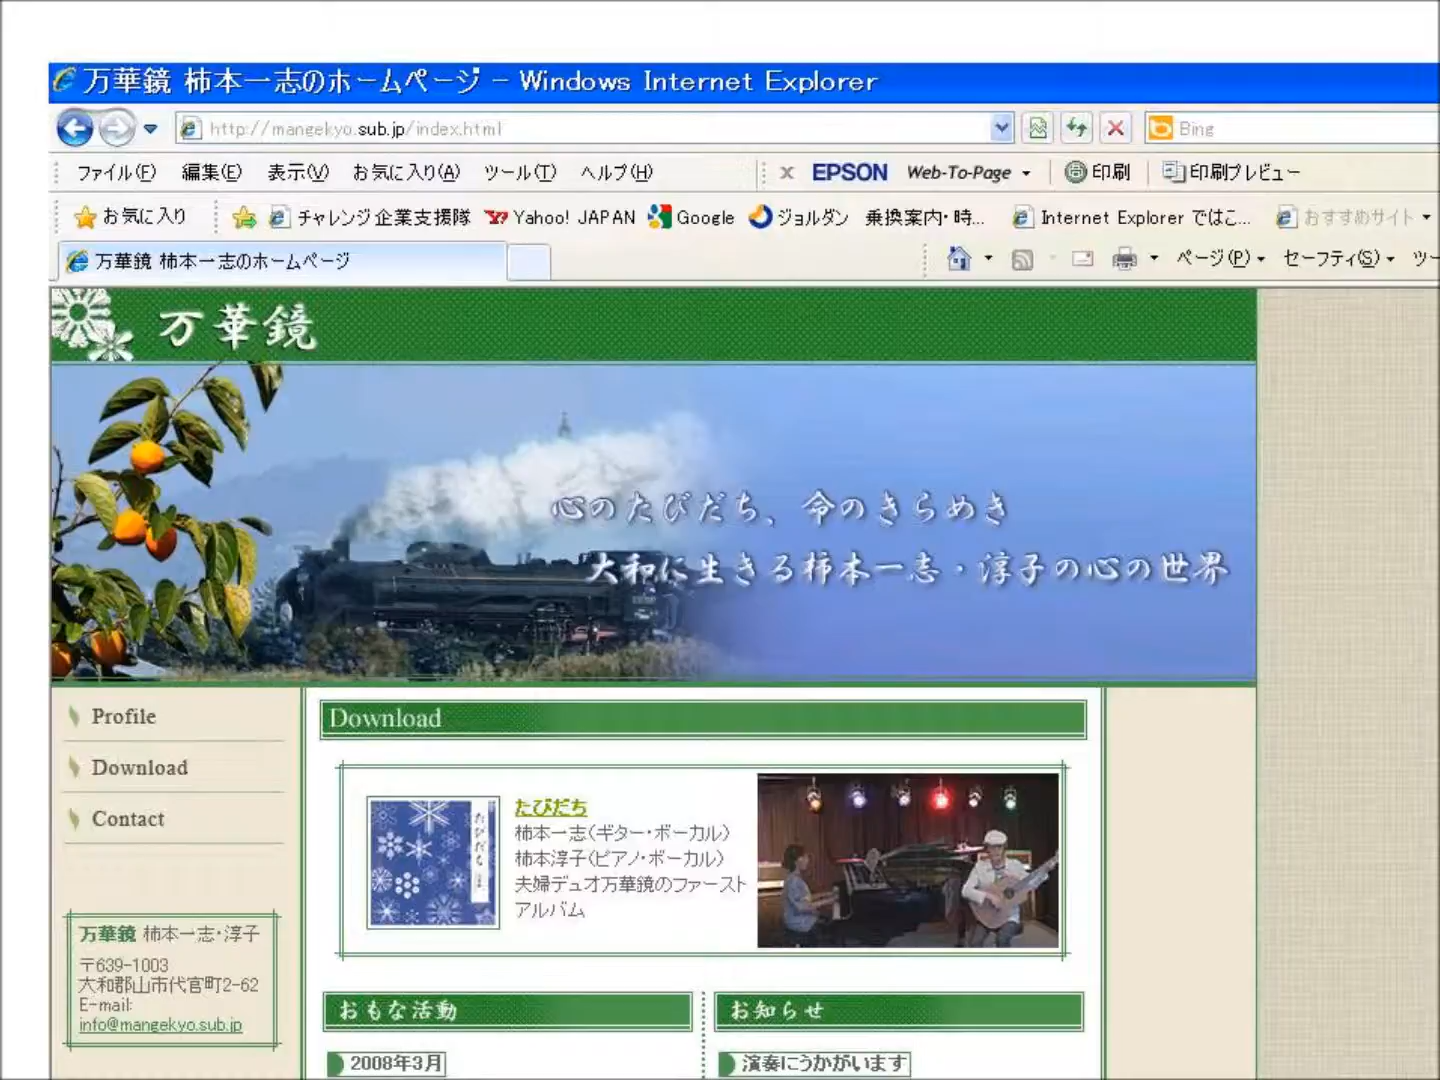 万華鏡 柿本一志のホームページ - Windows Internet Explorer
http://mangekyo.sub.jp/index.html
Bing
ファイル(F) 編集(E) 表示(V) お気に入り(A) ツール(T) ヘルプ(H) x EPSON Web-To-Page 印刷 印刷プレビュー
お気に入り チャレンジ企業支援隊 Yahoo! JAPAN Google ジョルダン 乗換案内・時... Internet Explorer ではこ... おすすめサイト
万華鏡 柿本一志のホームページ ページ(P) セーフティ(S) ツー
万華鏡
心のたびだち、命のきらめき
大和に生きる柿本一志・淳子の心の世界
Profile
Download
Contact
万華鏡 柿本一志・淳子
〒639-1003
大和郡山市代官町2-62
E-mail:
info@mangekyo.sub.jp
Download
たびだち
たびだち
柿本一志(ギター・ボーカル)
柿本淳子(ピアノ・ボーカル)
夫婦デュオ万華鏡のファースト
アルバム
おもな活動
2008年3月
お知らせ
演奏にうかがいます